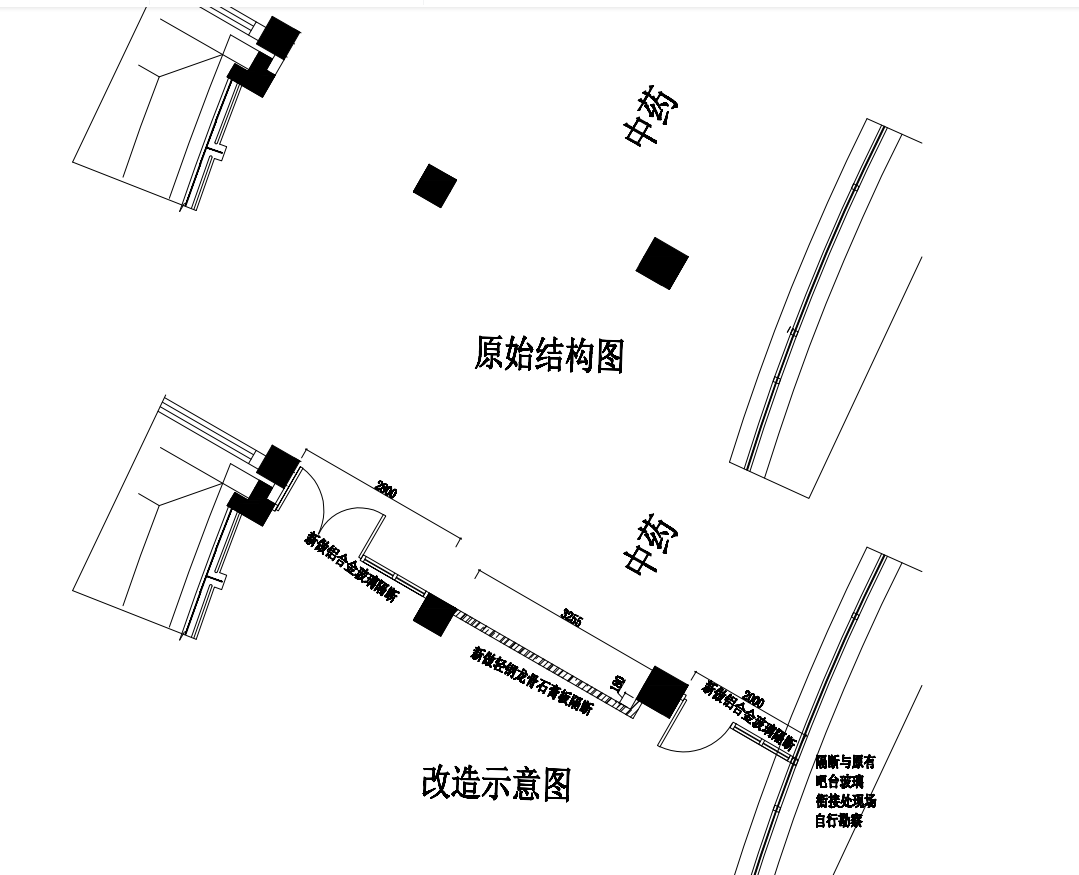 中药
原始结构图
2800
新做铝合金玻璃隔断
中药
3255
新做轻钢龙骨石膏板隔断
180
2000
新做铝合金玻璃隔断
隔断与原有
吧台玻璃
衔接处现场
自行勘察
改造示意图